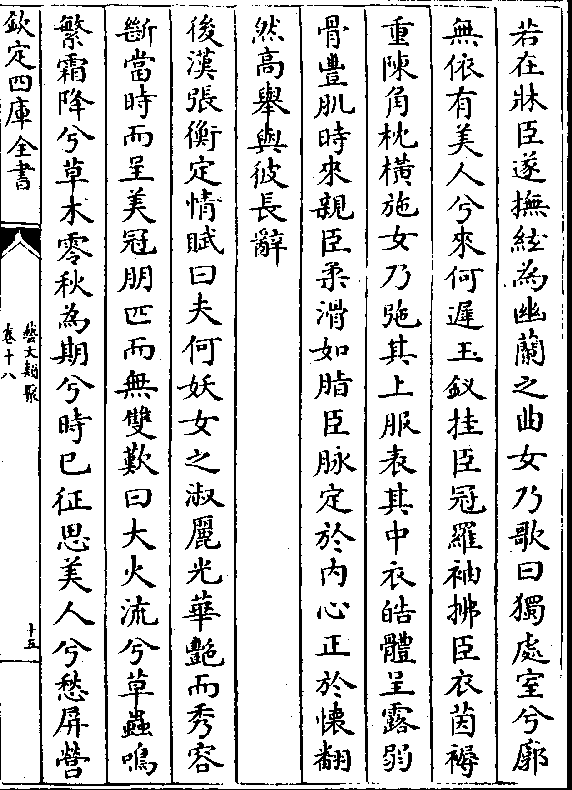 若在牀臣遂撫絃為幽蘭之曲女乃歌曰獨處室兮廓
無依有美人兮來何遲玉釵挂臣冠羅袖拂臣衣茵褥
重陳角枕橫施女乃弛其上服表其中衣皓體呈露弱
骨豐肌時來親臣柔滑如脂臣脉定於內心正於懷翻
然高舉與彼長辭
後漢張衡定情賦曰夫何妖女之淑麗光華艷而秀容
斷當時而呈美冠朋匹而無雙歎曰大火流兮草蟲鳴
繁霜降兮草木零秋為期兮時已征思美人兮愁屏營
欽定四庫全書
藝文類聚
卷十八
十五